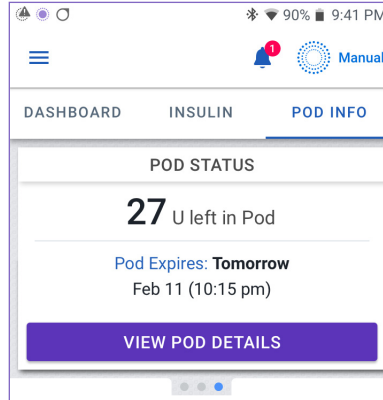 90% 9:41 PM
1
Manual
DASHBOARD INSULIN POD INFO
POD STATUS
27 U left in Pod
Pod Expires: Tomorrow
Feb 11 (10:15 pm)
VIEW POD DETAILS